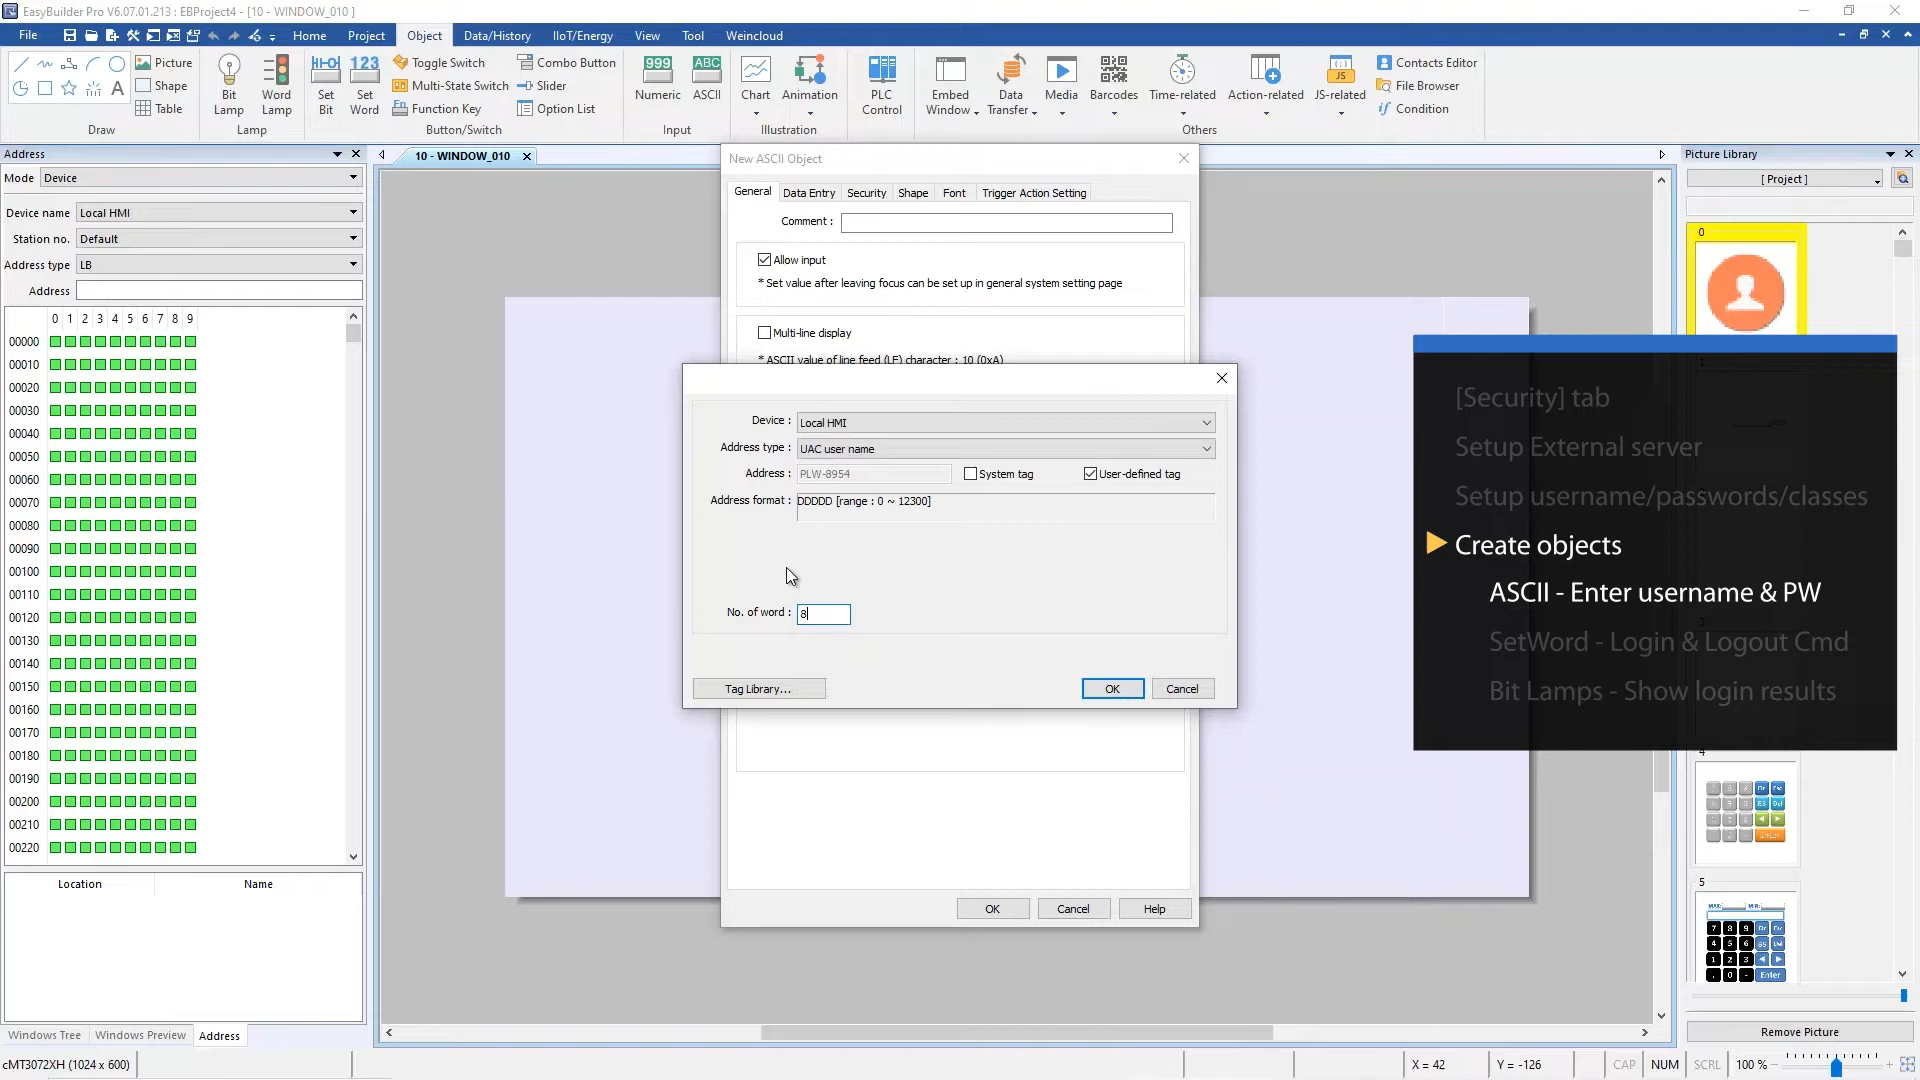 EasyBuilder Pro V6.07.01.213 : EBProject4 - [10 - WINDOW_010 ]
File Home Project Object Data/History IIoT/Energy View Tool Weincloud
Picture
Shape
Table
Draw
Bit Lamp
Word Lamp
Lamp
Set Bit
Set Word
Toggle Switch
Multi-State Switch
Function Key
Combo Button
Slider
Option List
Button/Switch
Numeric
ASCII
Input
Chart
Animation
Illustration
PLC Control
Embed Window
Data Transfer
Media
Barcodes
Time-related
Action-related
JS-related
Contacts Editor
File Browser
Condition
Others
Address
Mode Device
Device name Local HMI
Station no. Default
Address type LB
Address
0 1 2 3 4 5 6 7 8 9
00000
00010
00020
00030
00040
00050
00060
00070
00080
00090
00100
00110
00120
00130
00140
00150
00160
00170
00180
00190
00200
00210
00220
Location Name
Windows Tree Windows Preview Address
10 - WINDOW_010
New ASCII Object
General Data Entry Security Shape Font Trigger Action Setting
Comment :
Allow input
* Set value after leaving focus can be set up in general system setting page
Multi-line display
* ASCII value of line feed (LF) character : 10 (0xA)
Device : Local HMI
Address type : UAC user name
Address : PLW-8954 System tag User-defined tag
Address format : DDDDD [range : 0 ~ 12300]
No. of word : 8
Tag Library... OK Cancel
OK Cancel Help
[Security] tab
Setup External server
Setup username/passwords/classes
Create objects
ASCII - Enter username & PW
SetWord - Login & Logout Cmd
Bit Lamps - Show login results
Picture Library
[ Project ]
0
4
5
Remove Picture
cMT3072XH (1024 x 600) X = 42 Y = -126 CAP NUM SCRL 100 %